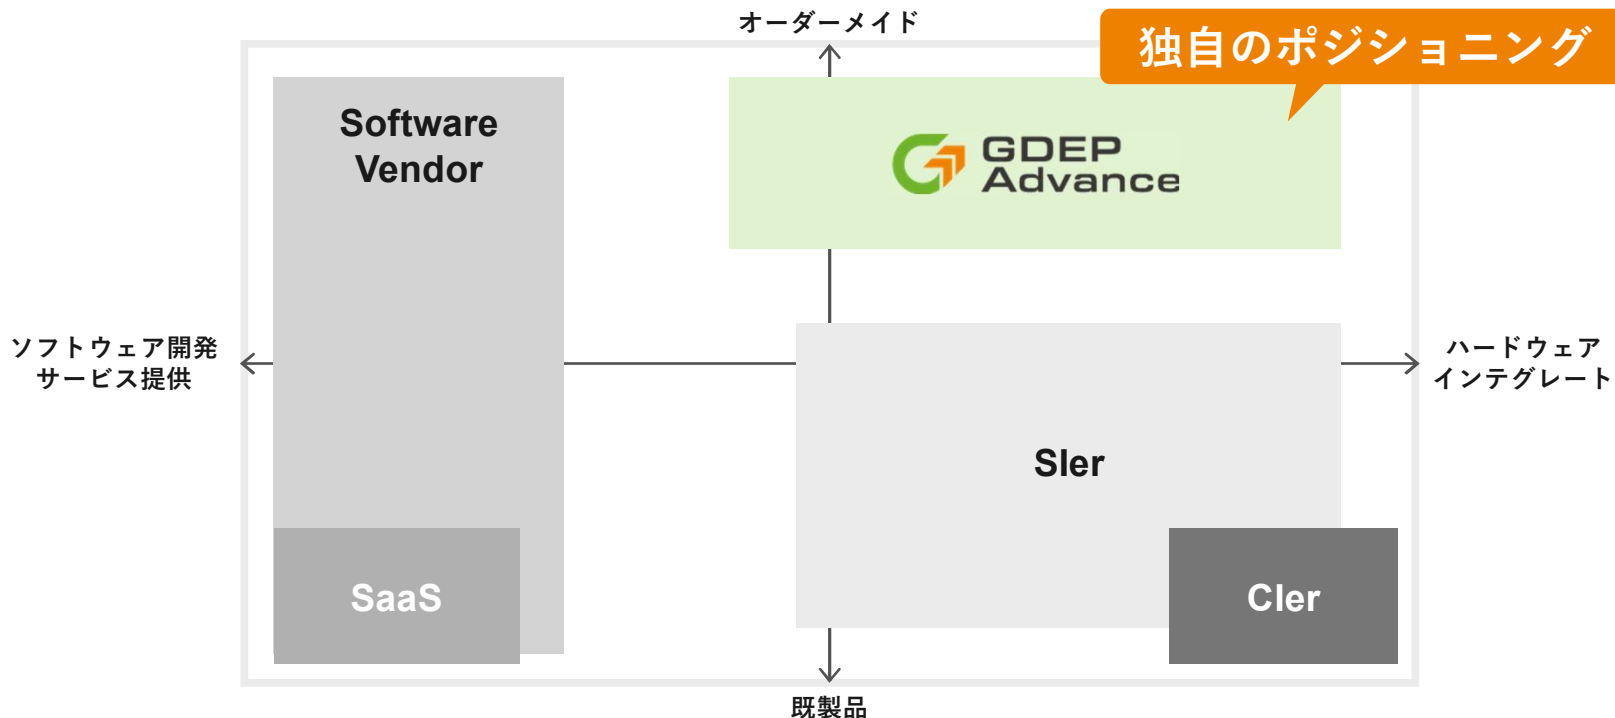 オーダーメイド
独自のポジショニング
Software
Vendor
GDEP
Advance
ソフトウェア開発
サービス提供
ハードウェア
インテグレート
SIer
SaaS
CIer
既製品